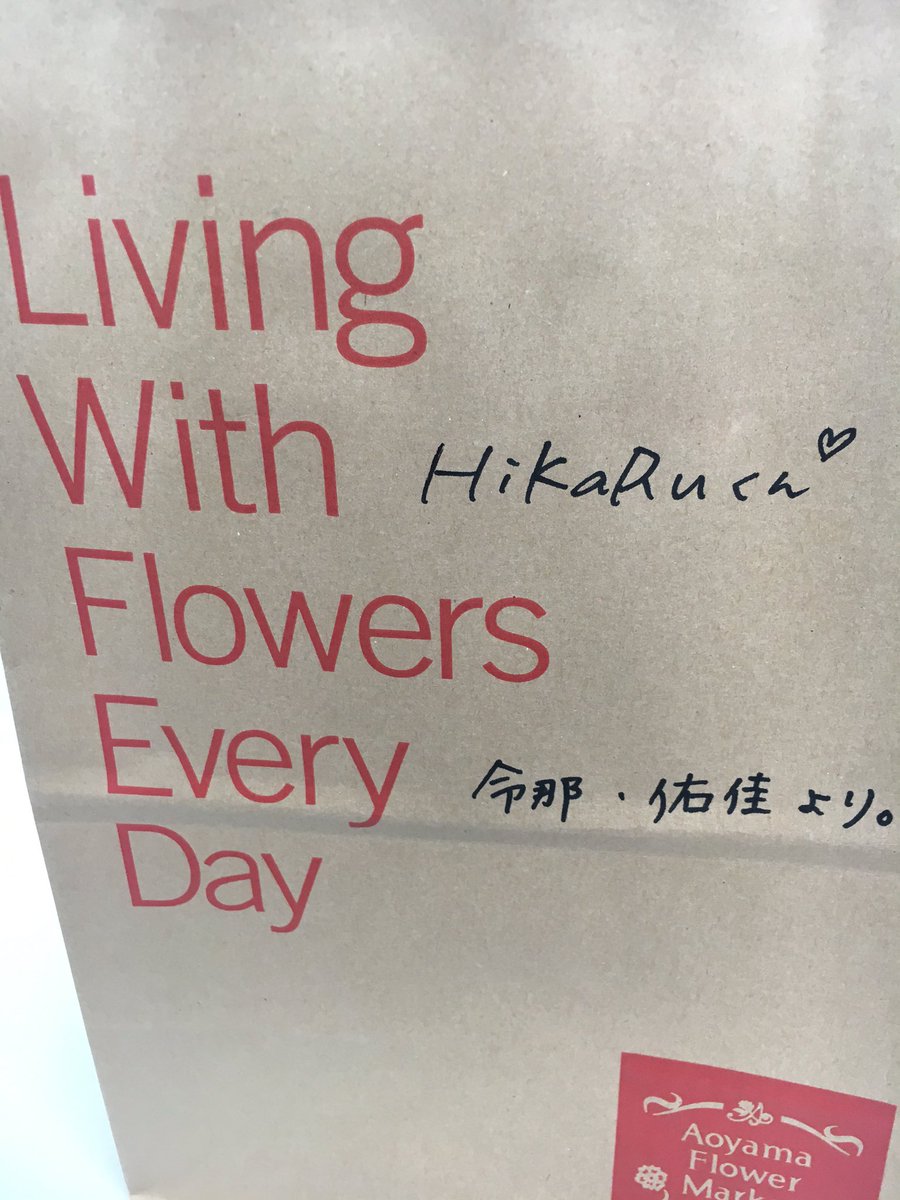 Living
With
HiKaRuくん♡
Flowers
Every
令那・佑佳より。
Day
Aoyama
Flower